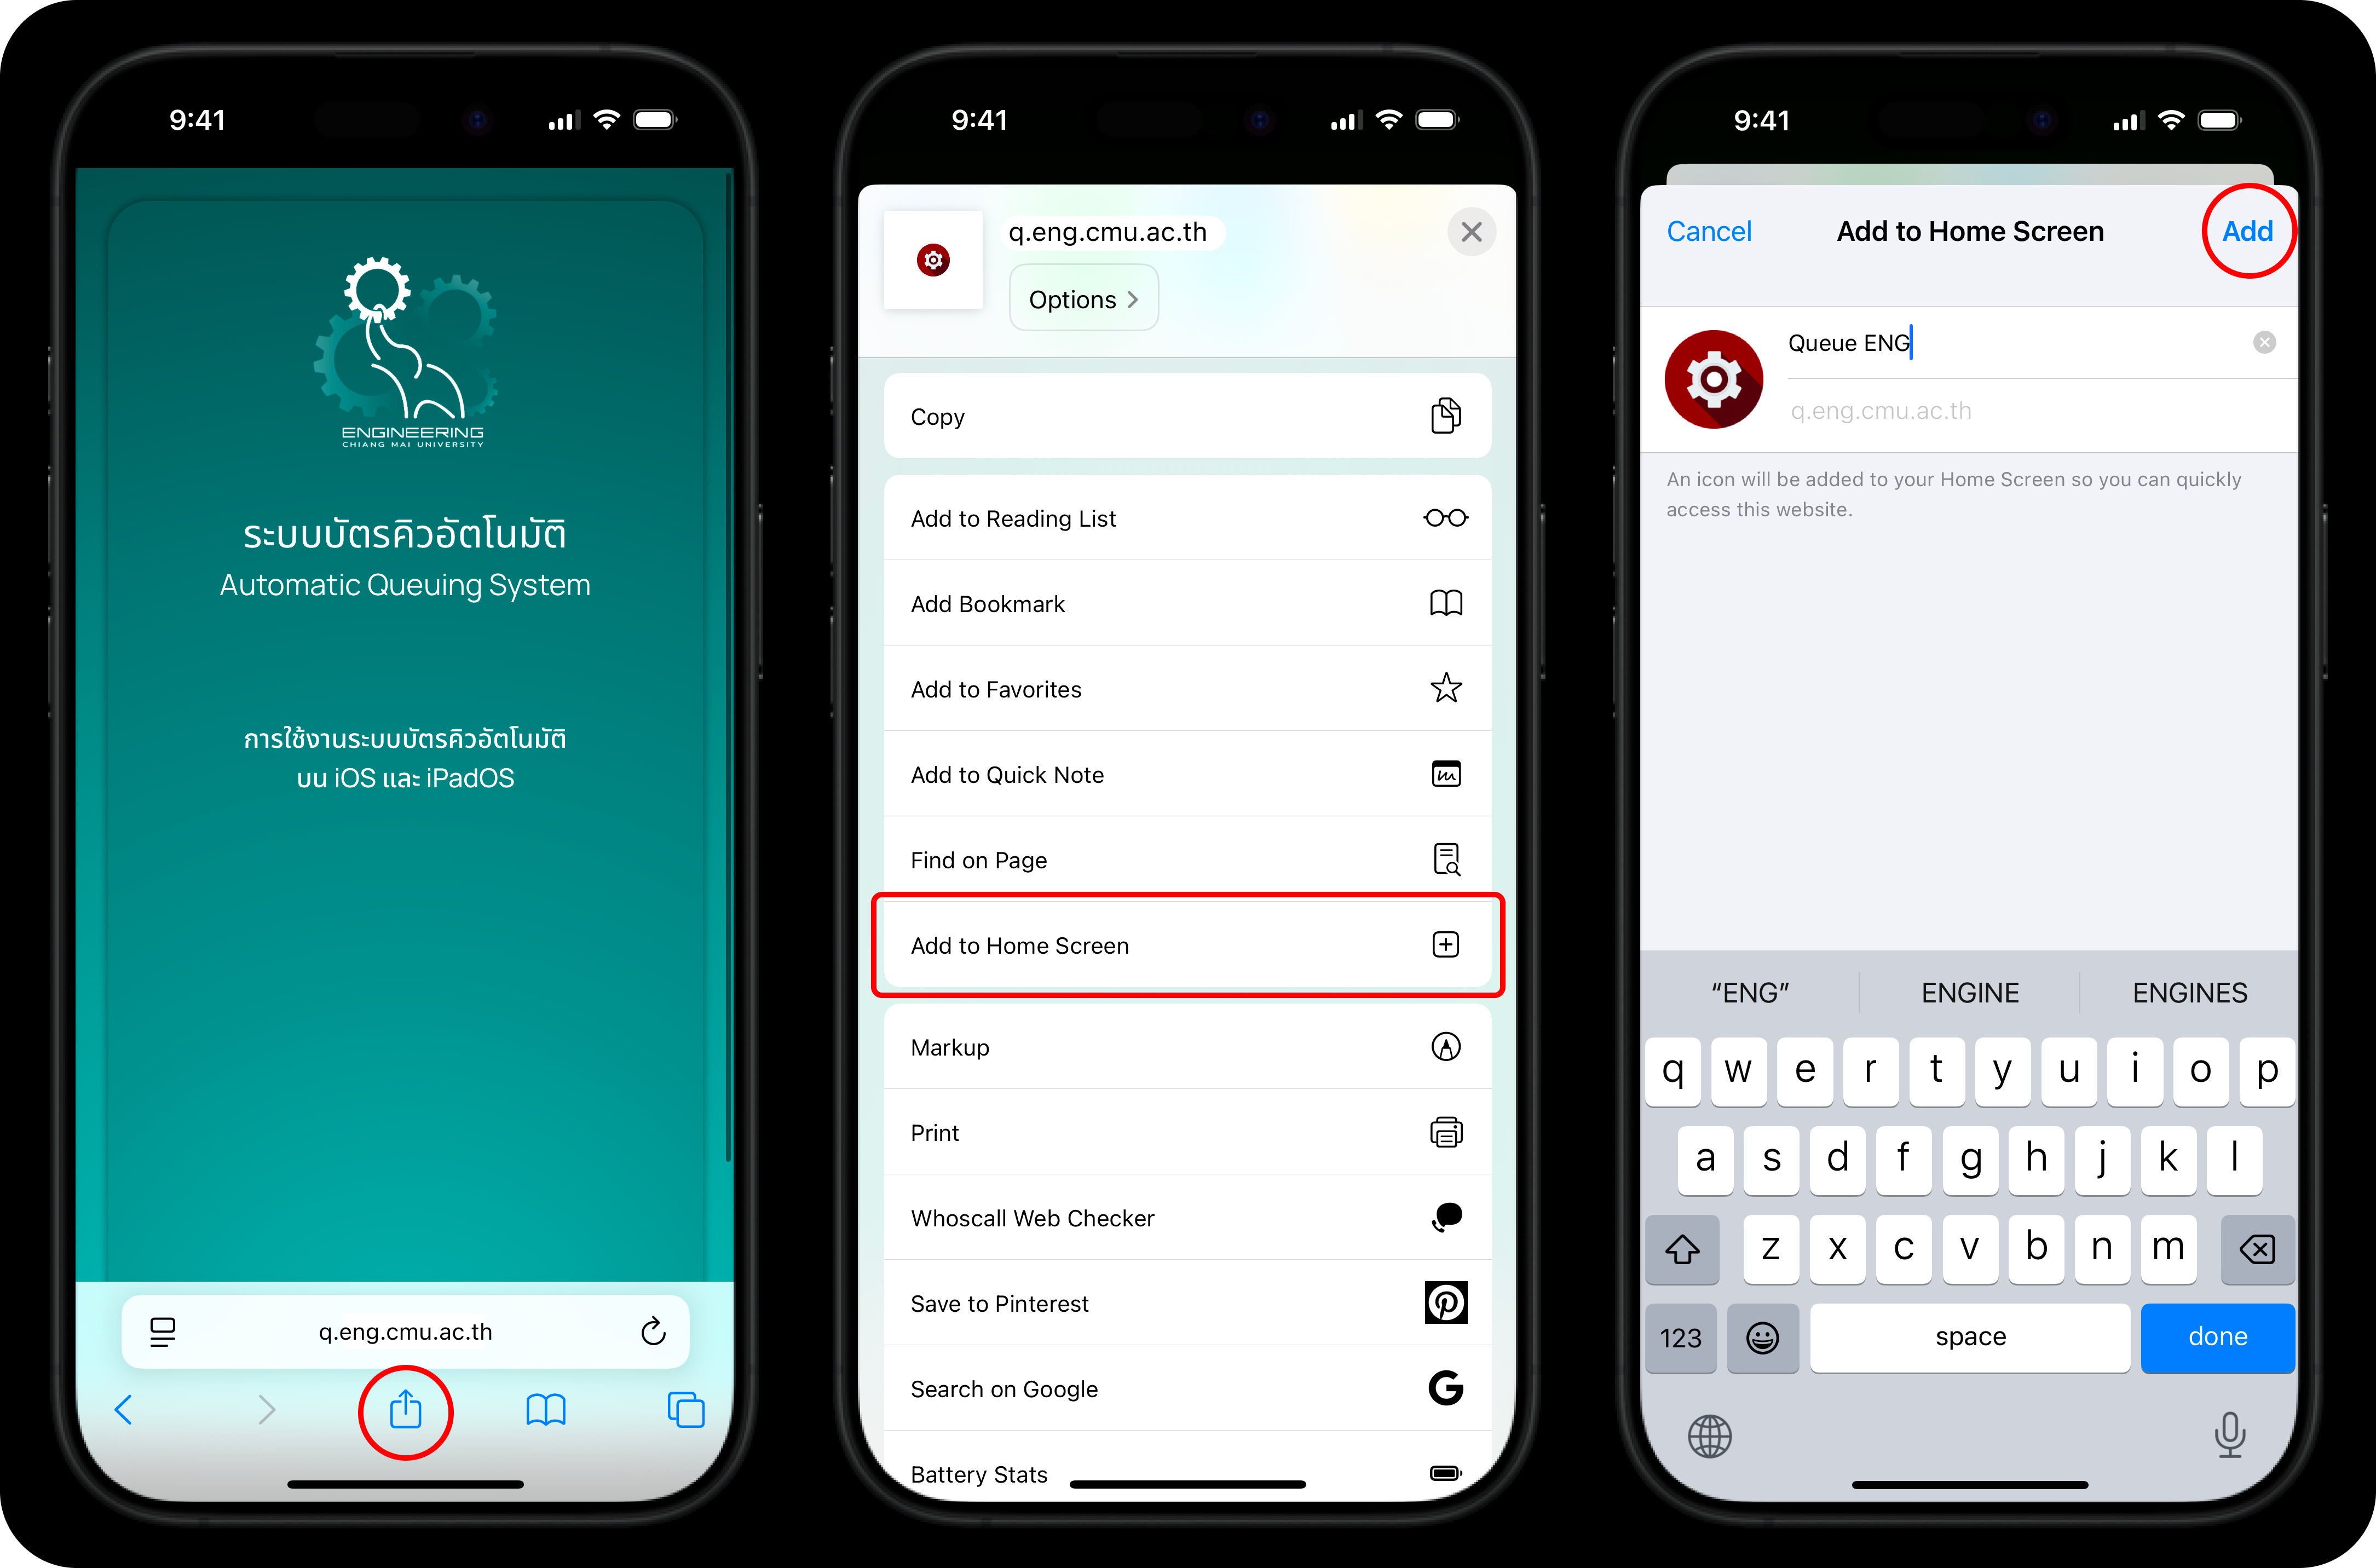 9:41
ENGINEERING
CHIANG MAI UNIVERSITY
ระบบบัตรคิวอัตโนมัติ
Automatic Queuing System
การใช้งานระบบบัตรคิวอัตโนมัติ
บน iOS และ iPadOS
q.eng.cmu.ac.th
9:41
q.eng.cmu.ac.th
Options
Copy
Add to Reading List
Add Bookmark
Add to Favorites
Add to Quick Note
Find on Page
Add to Home Screen
Markup
Print
Whoscall Web Checker
Save to Pinterest
Search on Google
Battery Stats
9:41
Cancel Add to Home Screen Add
Queue ENG
q.eng.cmu.ac.th
An icon will be added to your Home Screen so you can quickly
access this website.
“ENG” ENGINE ENGINES
q w e r t y u i o p
a s d f g h j k l
z x c v b n m
123 space done